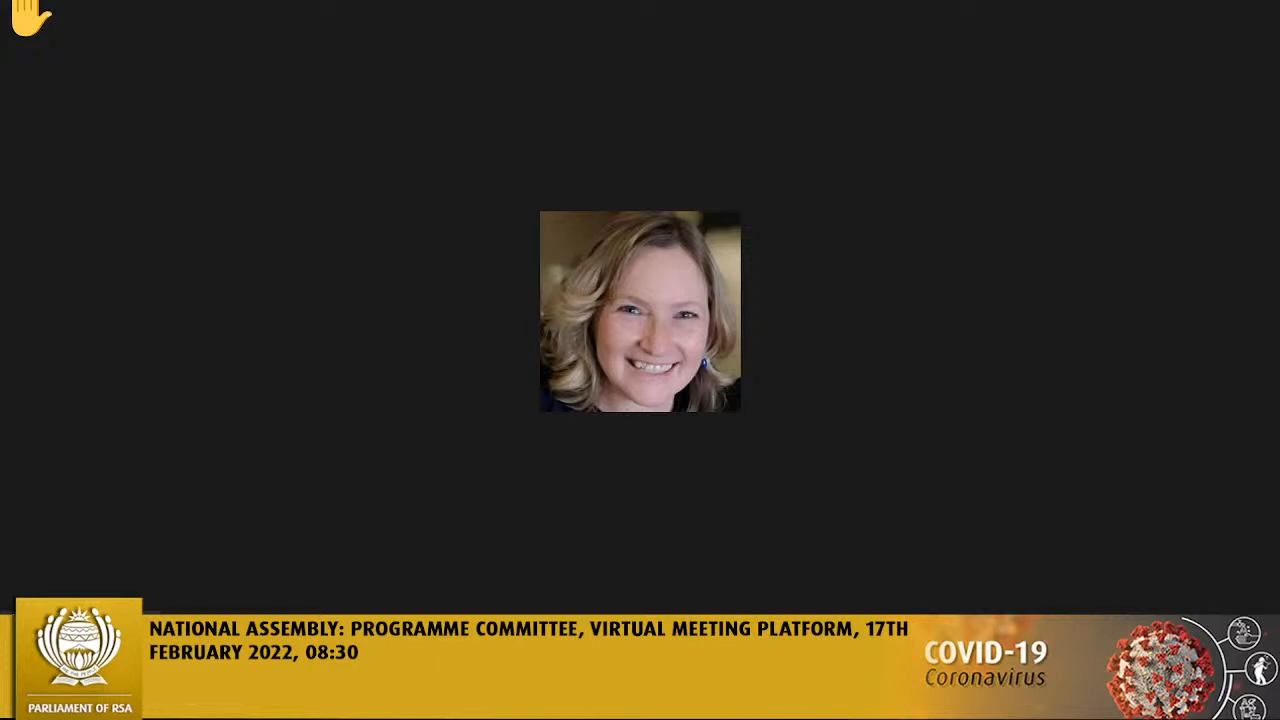 NATIONAL ASSEMBLY: PROGRAMME COMMITTEE, VIRTUAL MEETING PLATFORM, 17TH
FEBRUARY 2022, 08:30
COVID-19
Coronavirus
PARLIAMENT OF RSA